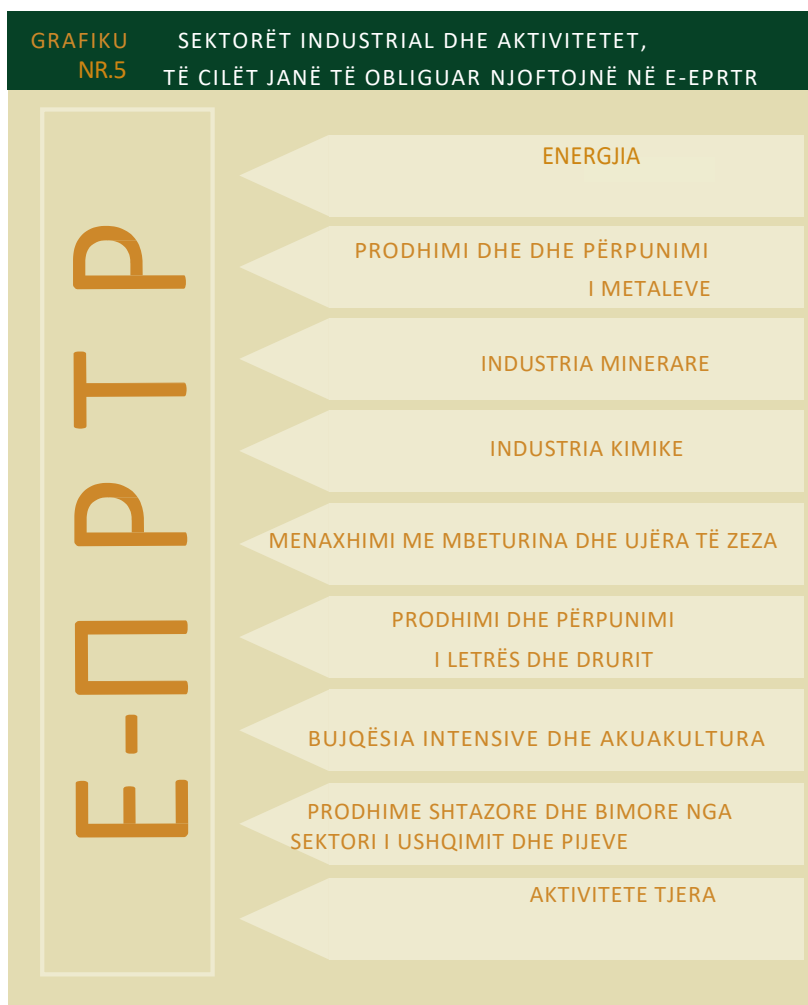 GRAFIKU
NR.5
SEKTORËT INDUSTRIAL DHE AKTIVITETET,
TË CILËT JANË TË OBLIGUAR NJOFTOJNË NË E-EPRTR
Е-ПРТР
ENERGJIA
PRODHIMI DHE DHE PËRPUNIMI
I METALEVE
INDUSTRIA MINERARE
INDUSTRIA KIMIKE
MENAXHIMI ME MBETURINA DHE UJËRA TË ZEZA
PRODHIMI DHE PËRPUNIMI
I LETRËS DHE DRURIT
BUJQËSIA INTENSIVE DHE AKUAKULTURA
PRODHIME SHTAZORE DHE BIMORE NGA
SEKTORI I USHQIMIT DHE PIJEVE
AKTIVITETE TJERA